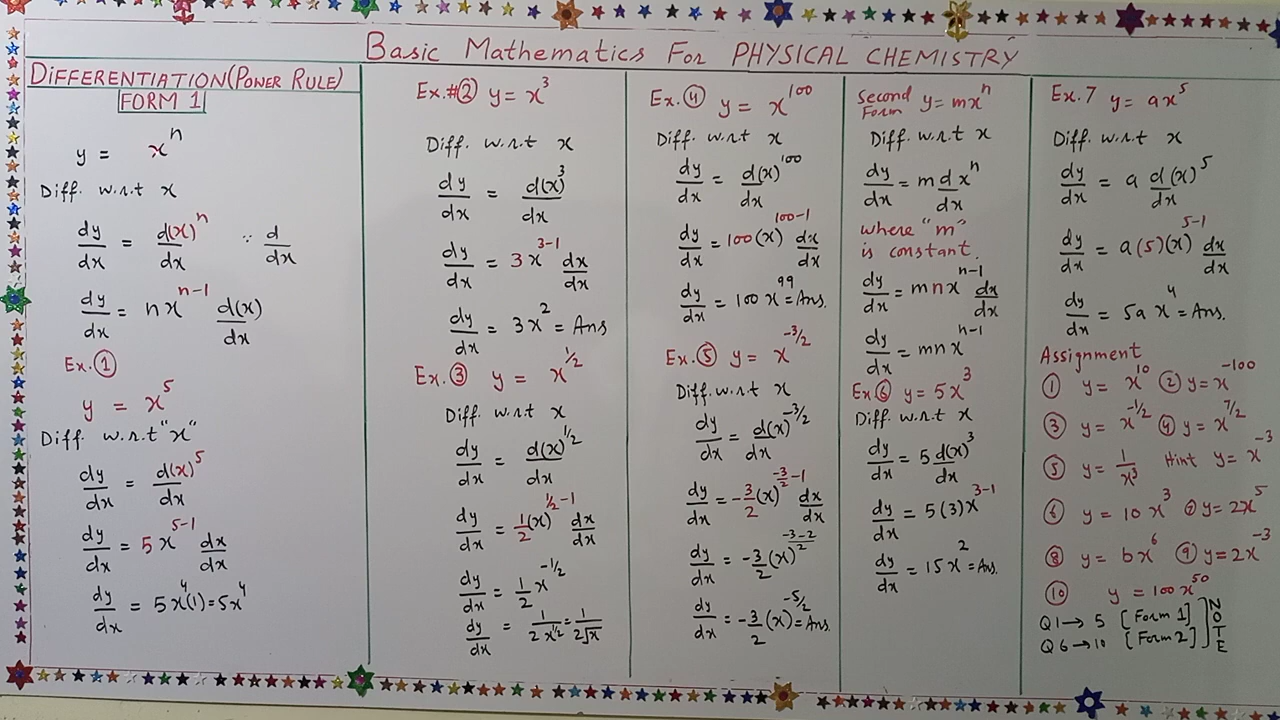 Basic Mathematics For PHYSICAL CHEMISTRY
DIFFERENTIATION (POWER RULE)
FORM 1
y = x^n
Diff. w.r.t x
dy/dx = d(x)^n/dx ∵ d/dx
dy/dx = nx^(n-1) d(x)/dx
Ex. ①
y = x^5
Diff. w.r.t "x"
dy/dx = d(x)^5/dx
dy/dx = 5x^(5-1) dx/dx
dy/dx = 5x^4(1) = 5x^4
Ex.#② y = x^3
Diff. w.r.t x
dy/dx = d(x)^3/dx
dy/dx = 3x^(3-1) dx/dx
dy/dx = 3x^2 = Ans
Ex. ③ y = x^(1/2)
Diff. w.r.t x
dy/dx = d(x)^(1/2)/dx
dy/dx = 1/2(x)^(1/2-1) dx/dx
dy/dx = 1/2 x^(-1/2)
dy/dx = 1/(2x^(1/2)) = 1/(2√x)
Ex. ④ y = x^100
Diff. w.r.t x
dy/dx = d(x)^100/dx
dy/dx = 100(x)^(100-1) dx/dx
dy/dx = 100x^99 = Ans.
Ex. ⑤ y = x^(-3/2)
Diff. w.r.t x
dy/dx = d(x)^(-3/2)/dx
dy/dx = -3/2(x)^(-3/2-1) dx/dx
dy/dx = -3/2(x)^((-3-2)/2)
dy/dx = -3/2(x)^(-5/2) = Ans.
Second Form y = mx^n
Diff. w.r.t x
dy/dx = m dx^n/dx
where "m"
is constant.
dy/dx = mnx^(n-1) dx/dx
dy/dx = mnx^(n-1)
Ex ⑥ y = 5x^3
Diff. w.r.t x
dy/dx = 5 d(x)^3/dx
dy/dx = 5(3)x^(3-1)
dy/dx = 15x^2 = Ans.
Ex. 7 y = ax^5
Diff. w.r.t x
dy/dx = a d(x)^5/dx
dy/dx = a(5)(x)^(5-1) dx/dx
dy/dx = 5ax^4 = Ans.
Assignment
① y = x^10 ② y = x^-100
③ y = x^(-1/2) ④ y = x^(7/2)
⑤ y = 1/x^3 Hint y = x^-3
⑥ y = 10x^3 ⑦ y = 2x^5
⑧ y = bx^6 ⑨ y = 2x^-3
⑩ y = 100x^50
Q1 → 5 [Form 1]
Q6 → 10 [Form 2]
NOTE